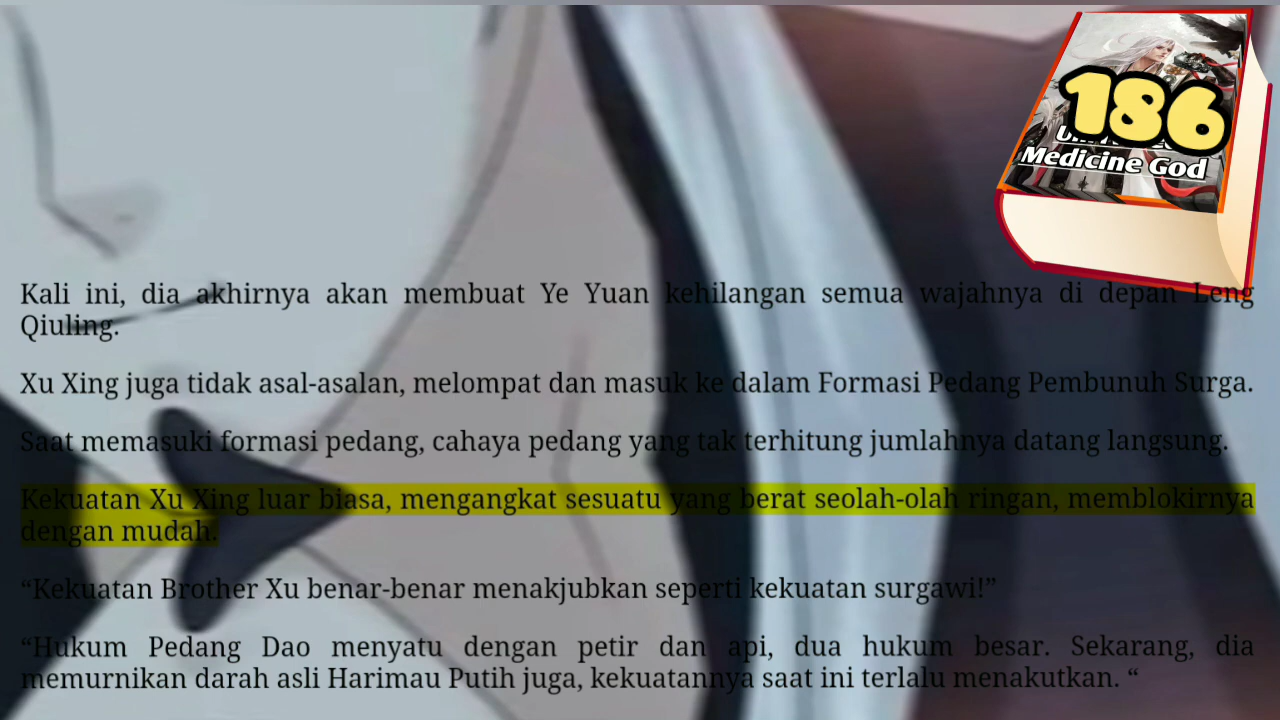 186
Medicine God
Kali ini, dia akhirnya akan membuat Ye Yuan kehilangan semua wajahnya di depan Leng
Qiuling.
Xu Xing juga tidak asal-asalan, melompat dan masuk ke dalam Formasi Pedang Pembunuh Surga.
Saat memasuki formasi pedang, cahaya pedang yang tak terhitung jumlahnya datang langsung.
Kekuatan Xu Xing luar biasa, mengangkat sesuatu yang berat seolah-olah ringan, memblokirnya
dengan mudah.
“Kekuatan Brother Xu benar-benar menakjubkan seperti kekuatan surgawi!”
“Hukum Pedang Dao menyatu dengan petir dan api, dua hukum besar. Sekarang, dia
memurnikan darah asli Harimau Putih juga, kekuatannya saat ini terlalu menakutkan. “